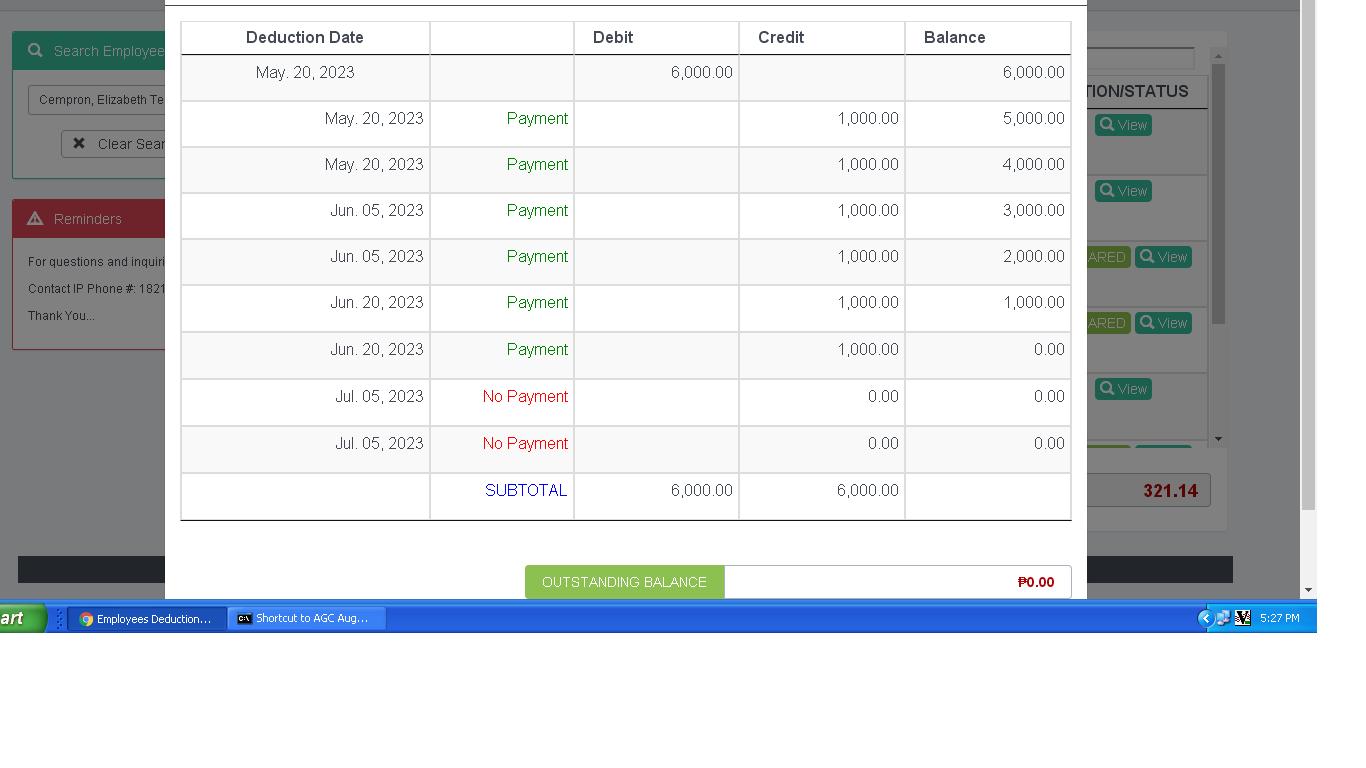 Deduction Date Debit Credit Balance
May. 20, 2023 6,000.00 6,000.00
May. 20, 2023 Payment 1,000.00 5,000.00
May. 20, 2023 Payment 1,000.00 4,000.00
Jun. 05, 2023 Payment 1,000.00 3,000.00
Jun. 05, 2023 Payment 1,000.00 2,000.00
Jun. 20, 2023 Payment 1,000.00 1,000.00
Jun. 20, 2023 Payment 1,000.00 0.00
Jul. 05, 2023 No Payment 0.00 0.00
Jul. 05, 2023 No Payment 0.00 0.00
SUBTOTAL 6,000.00 6,000.00
OUTSTANDING BALANCE ₱0.00
Search Employee
Cempron, Elizabeth Te
Clear Sear
Reminders
For questions and inquiri
Contact IP Phone #: 1821
Thank You...
TION/STATUS
View
View
ARED View
ARED View
View
321.14
art Employees Deduction... Shortcut to AGC Aug... 5:27 PM